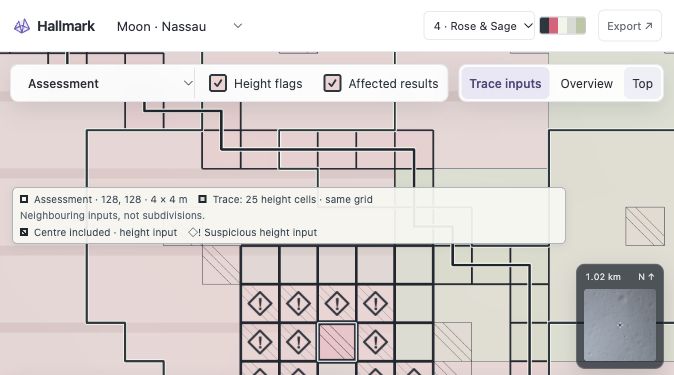 Hallmark
Moon · Nassau
4 · Rose & Sage
Export ↗
Assessment
Height flags
Affected results
Trace inputs
Overview
Top
Assessment · 128, 128 · 4 × 4 m
Trace: 25 height cells · same grid
Neighbouring inputs, not subdivisions.
Centre included · height input
! Suspicious height input
1.02 km
N ↑
! ! ! !
! ! !